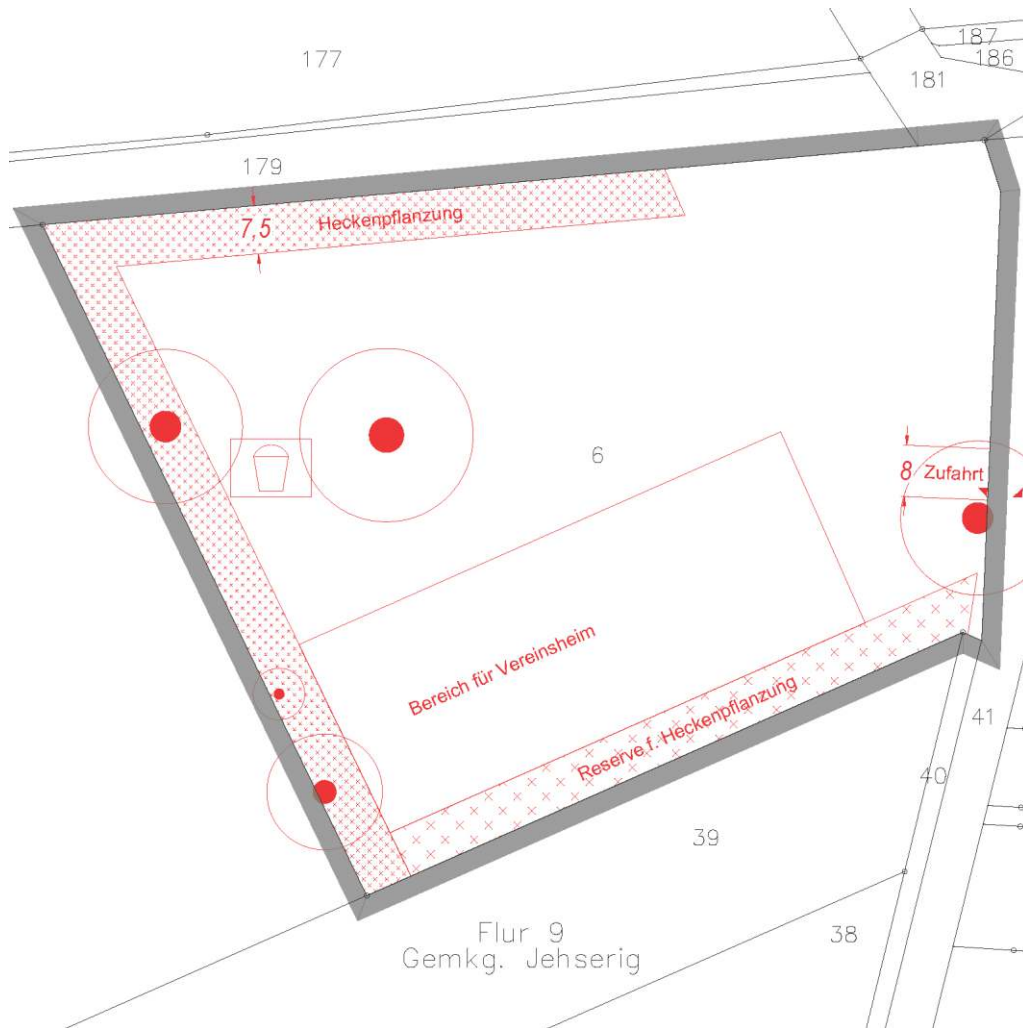 177
187
186
181
179
7,5
Heckenpflanzung
6
8
Zufahrt
Bereich für Vereinsheim
Reserve f. Heckenpflanzung
41
40
39
38
Flur 9
Gemkg. Jehserig